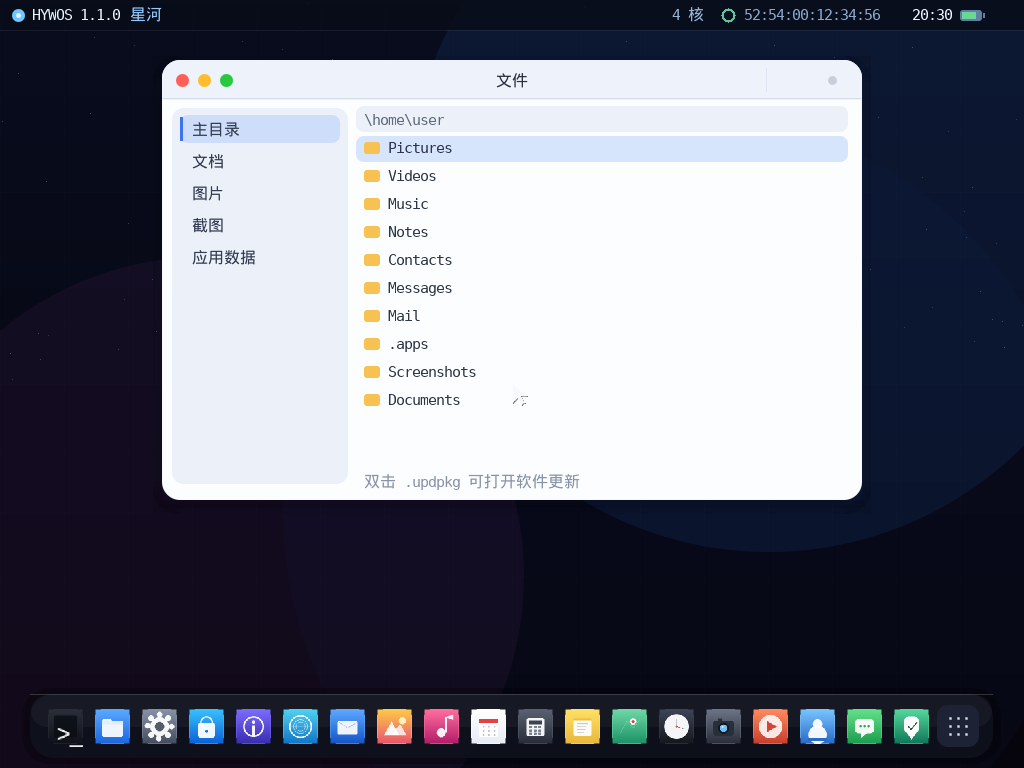 HYWOS 1.1.0 星河
4 核 52:54:00:12:34:56 20:30
文件
主目录
文档
图片
截图
应用数据
\home\user
Pictures
Videos
Music
Notes
Contacts
Messages
Mail
.apps
Screenshots
Documents
双击 .updpkg 可打开软件更新
>_